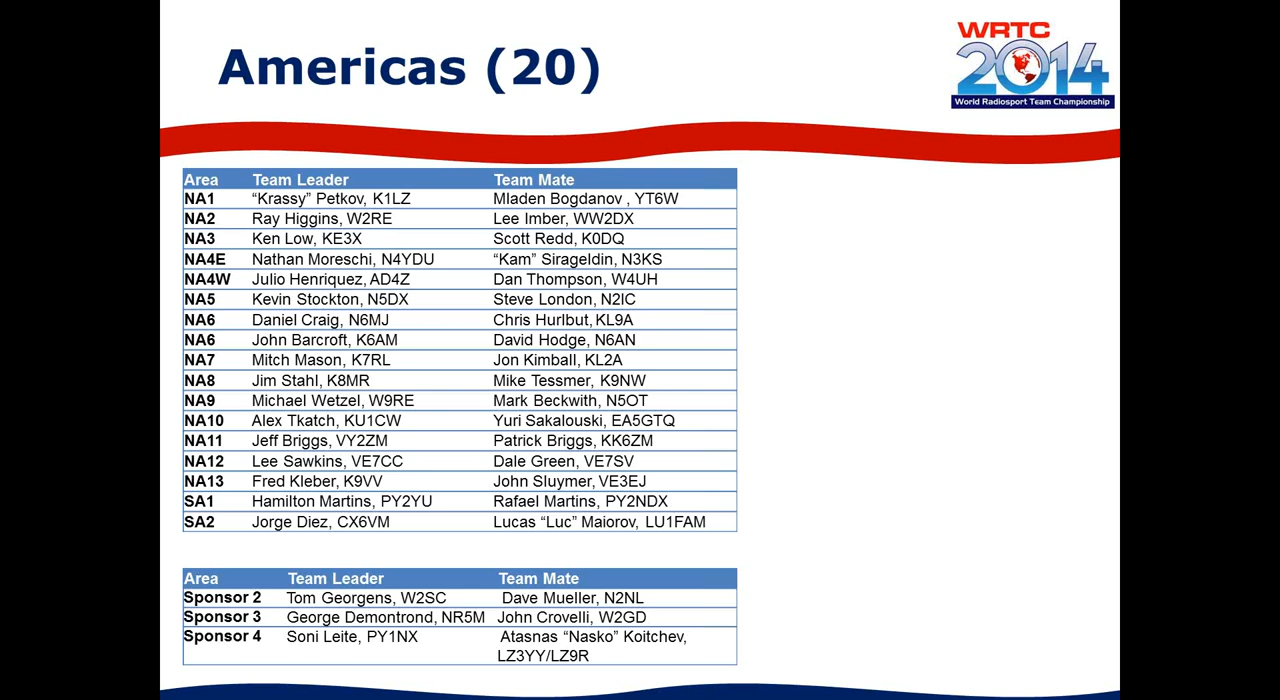 Americas (20)
WRTC
2014
World Radiosport Team Championship
Area Team Leader Team Mate
NA1 “Krassy” Petkov, K1LZ Mladen Bogdanov , YT6W
NA2 Ray Higgins, W2RE Lee Imber, WW2DX
NA3 Ken Low, KE3X Scott Redd, K0DQ
NA4E Nathan Moreschi, N4YDU “Kam” Sirageldin, N3KS
NA4W Julio Henriquez, AD4Z Dan Thompson, W4UH
NA5 Kevin Stockton, N5DX Steve London, N2IC
NA6 Daniel Craig, N6MJ Chris Hurlbut, KL9A
NA6 John Barcroft, K6AM David Hodge, N6AN
NA7 Mitch Mason, K7RL Jon Kimball, KL2A
NA8 Jim Stahl, K8MR Mike Tessmer, K9NW
NA9 Michael Wetzel, W9RE Mark Beckwith, N5OT
NA10 Alex Tkatch, KU1CW Yuri Sakalouski, EA5GTQ
NA11 Jeff Briggs, VY2ZM Patrick Briggs, KK6ZM
NA12 Lee Sawkins, VE7CC Dale Green, VE7SV
NA13 Fred Kleber, K9VV John Sluymer, VE3EJ
SA1 Hamilton Martins, PY2YU Rafael Martins, PY2NDX
SA2 Jorge Diez, CX6VM Lucas “Luc” Maiorov, LU1FAM
Area Team Leader Team Mate
Sponsor 2 Tom Georgens, W2SC Dave Mueller, N2NL
Sponsor 3 George Demontrond, NR5M John Crovelli, W2GD
Sponsor 4 Soni Leite, PY1NX Atasnas “Nasko” Koitchev,
LZ3YY/LZ9R